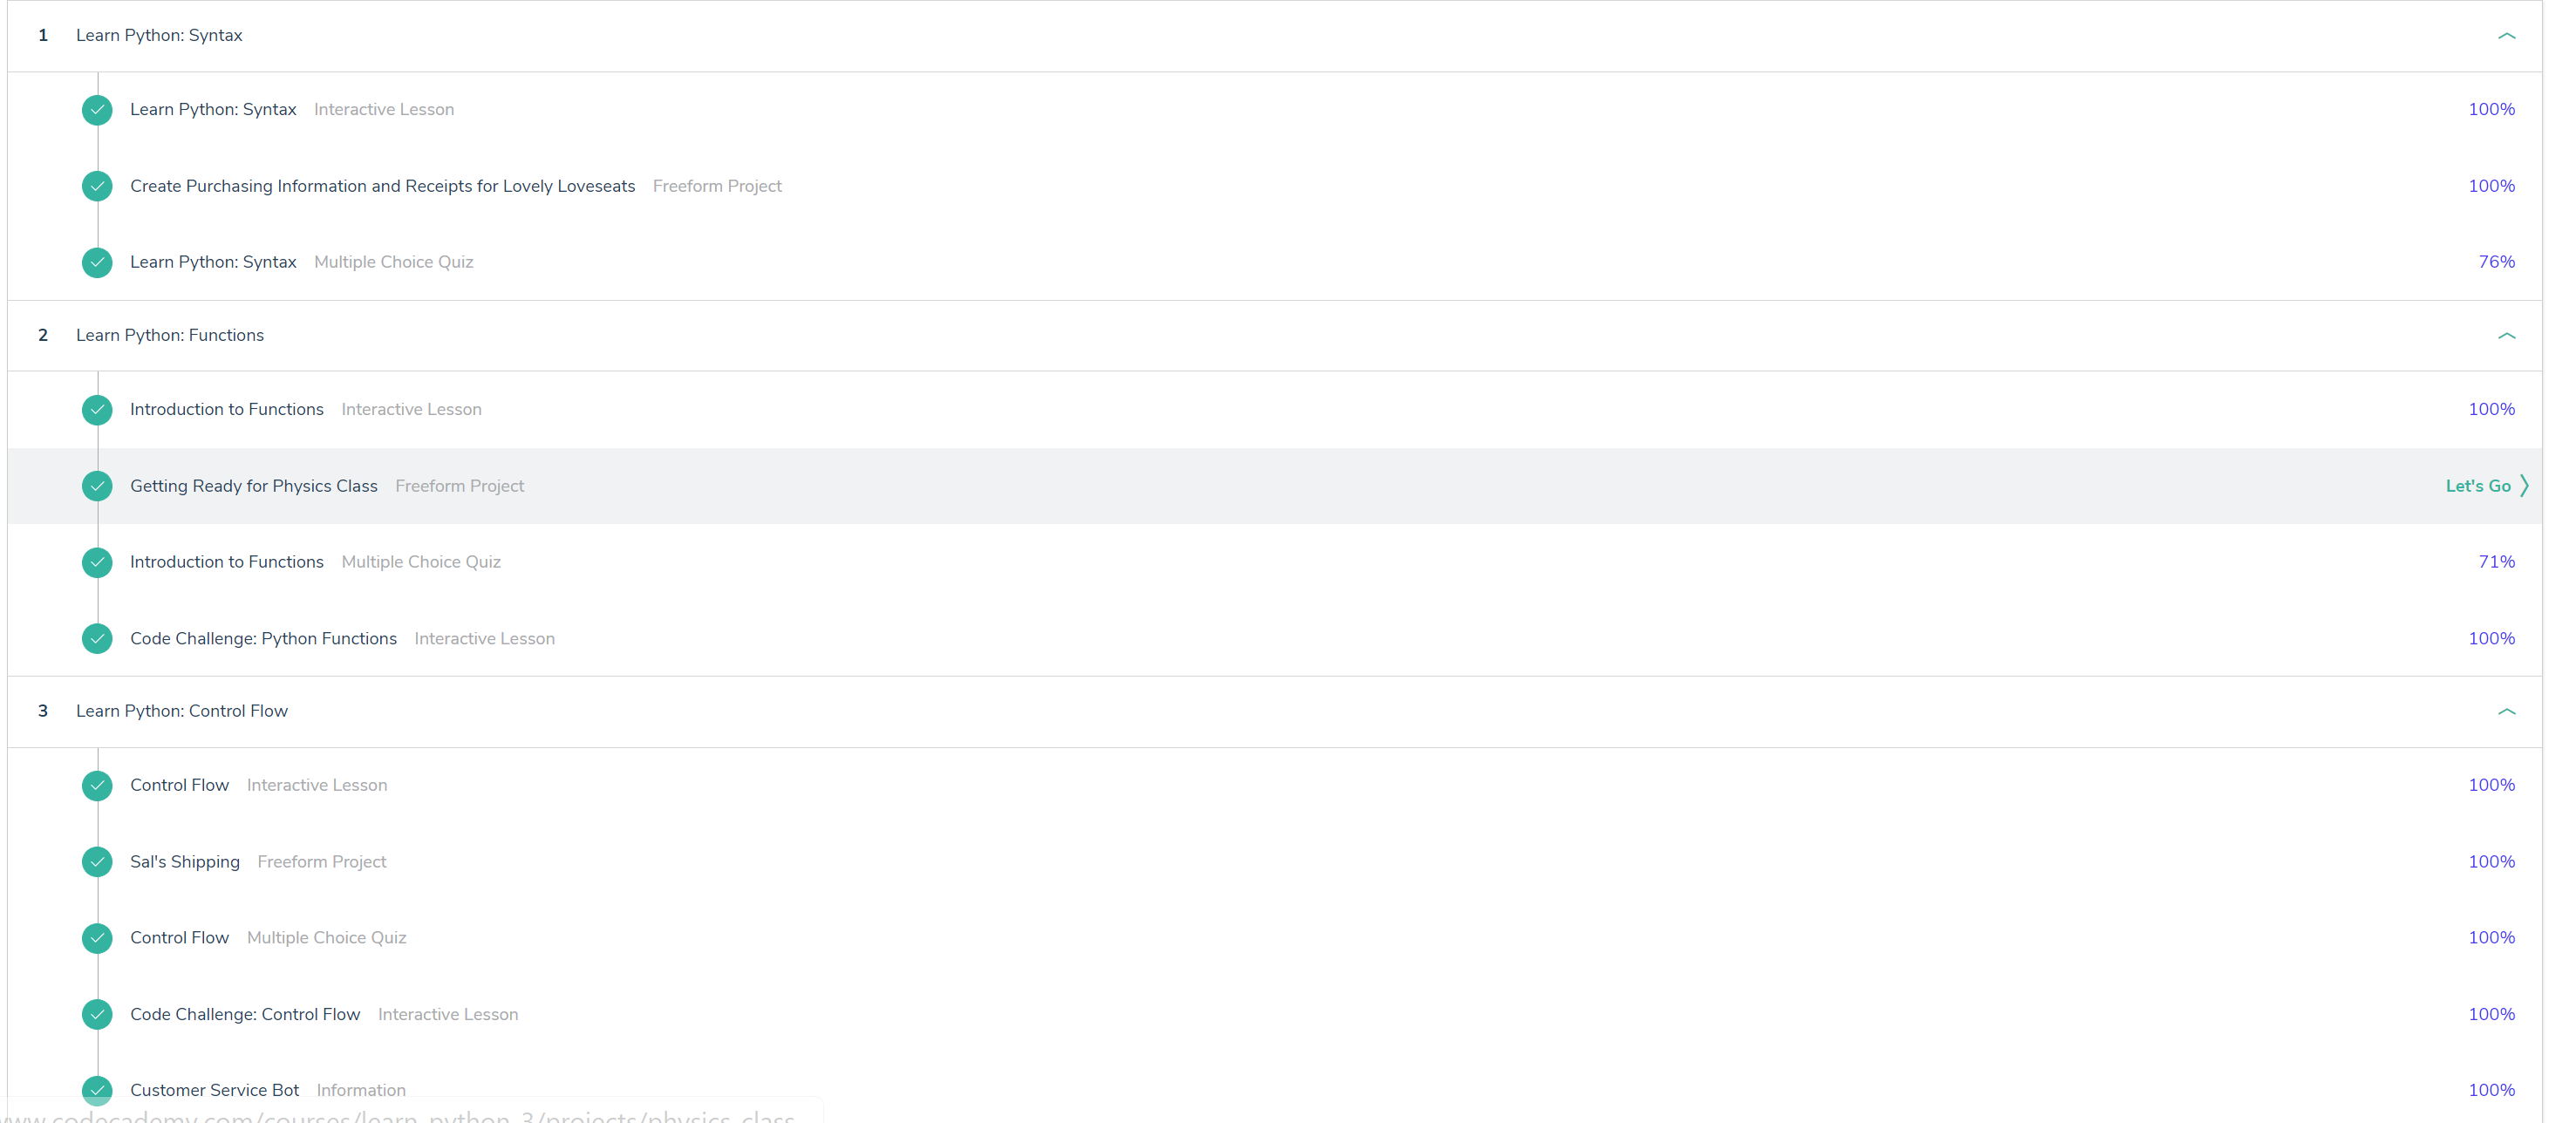 1 Learn Python: Syntax
Learn Python: Syntax Interactive Lesson 100%
Create Purchasing Information and Receipts for Lovely Loveseats Freeform Project 100%
Learn Python: Syntax Multiple Choice Quiz 76%
2 Learn Python: Functions
Introduction to Functions Interactive Lesson 100%
Getting Ready for Physics Class Freeform Project Let's Go
Introduction to Functions Multiple Choice Quiz 71%
Code Challenge: Python Functions Interactive Lesson 100%
3 Learn Python: Control Flow
Control Flow Interactive Lesson 100%
Sal's Shipping Freeform Project 100%
Control Flow Multiple Choice Quiz 100%
Code Challenge: Control Flow Interactive Lesson 100%
Customer Service Bot Information 100%
www.codecademy.com/courses/learn_python_3/projects/physics_class